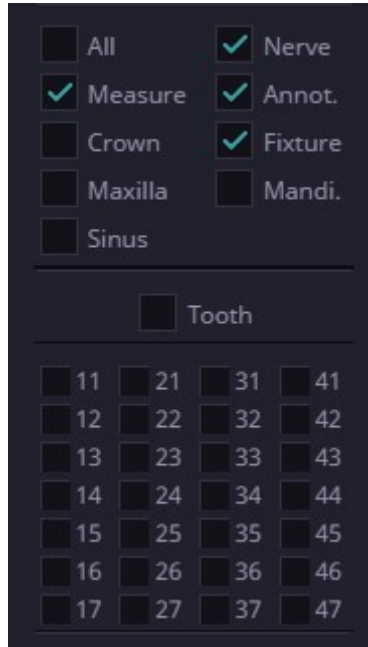 All Nerve
Measure Annot.
Crown Fixture
Maxilla Mandi.
Sinus
Tooth
11 21 31 41
12 22 32 42
13 23 33 43
14 24 34 44
15 25 35 45
16 26 36 46
17 27 37 47